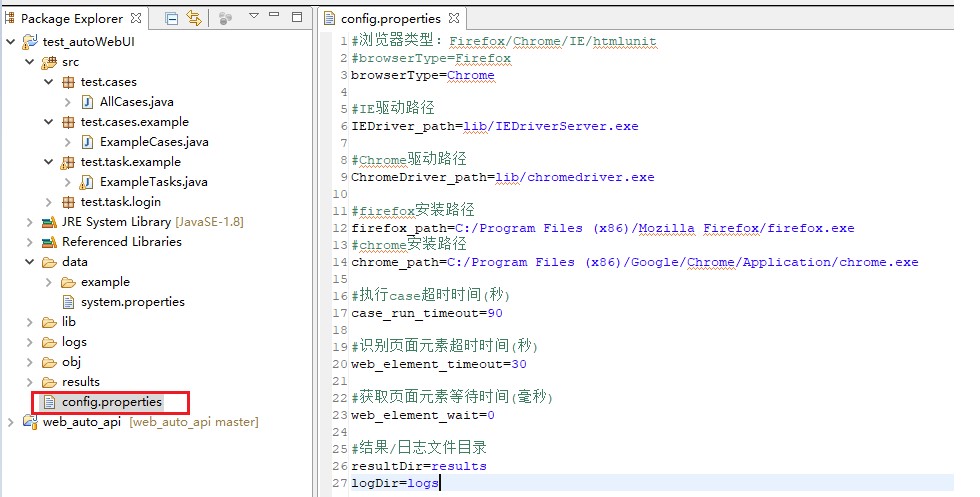 Package Explorer
test_autoWebUI
src
test.cases
AllCases.java
test.cases.example
ExampleCases.java
test.task.example
ExampleTasks.java
test.task.login
JRE System Library [JavaSE-1.8]
Referenced Libraries
data
example
system.properties
lib
logs
obj
results
config.properties
web_auto_api [web_auto_api master]
config.properties
1 #浏览器类型：Firefox/Chrome/IE/htmlunit
2 #browserType=Firefox
3 browserType=Chrome
4
5 #IE驱动路径
6 IEDriver_path=lib/IEDriverServer.exe
7
8 #Chrome驱动路径
9 ChromeDriver_path=lib/chromedriver.exe
10
11 #firefox安装路径
12 firefox_path=C:/Program Files (x86)/Mozilla Firefox/firefox.exe
13 #chrome安装路径
14 chrome_path=C:/Program Files (x86)/Google/Chrome/Application/chrome.exe
15
16 #执行case超时时间(秒)
17 case_run_timeout=90
18
19 #识别页面元素超时时间(秒)
20 web_element_timeout=30
21
22 #获取页面元素等待时间(毫秒)
23 web_element_wait=0
24
25 #结果/日志文件目录
26 resultDir=results
27 logDir=logs